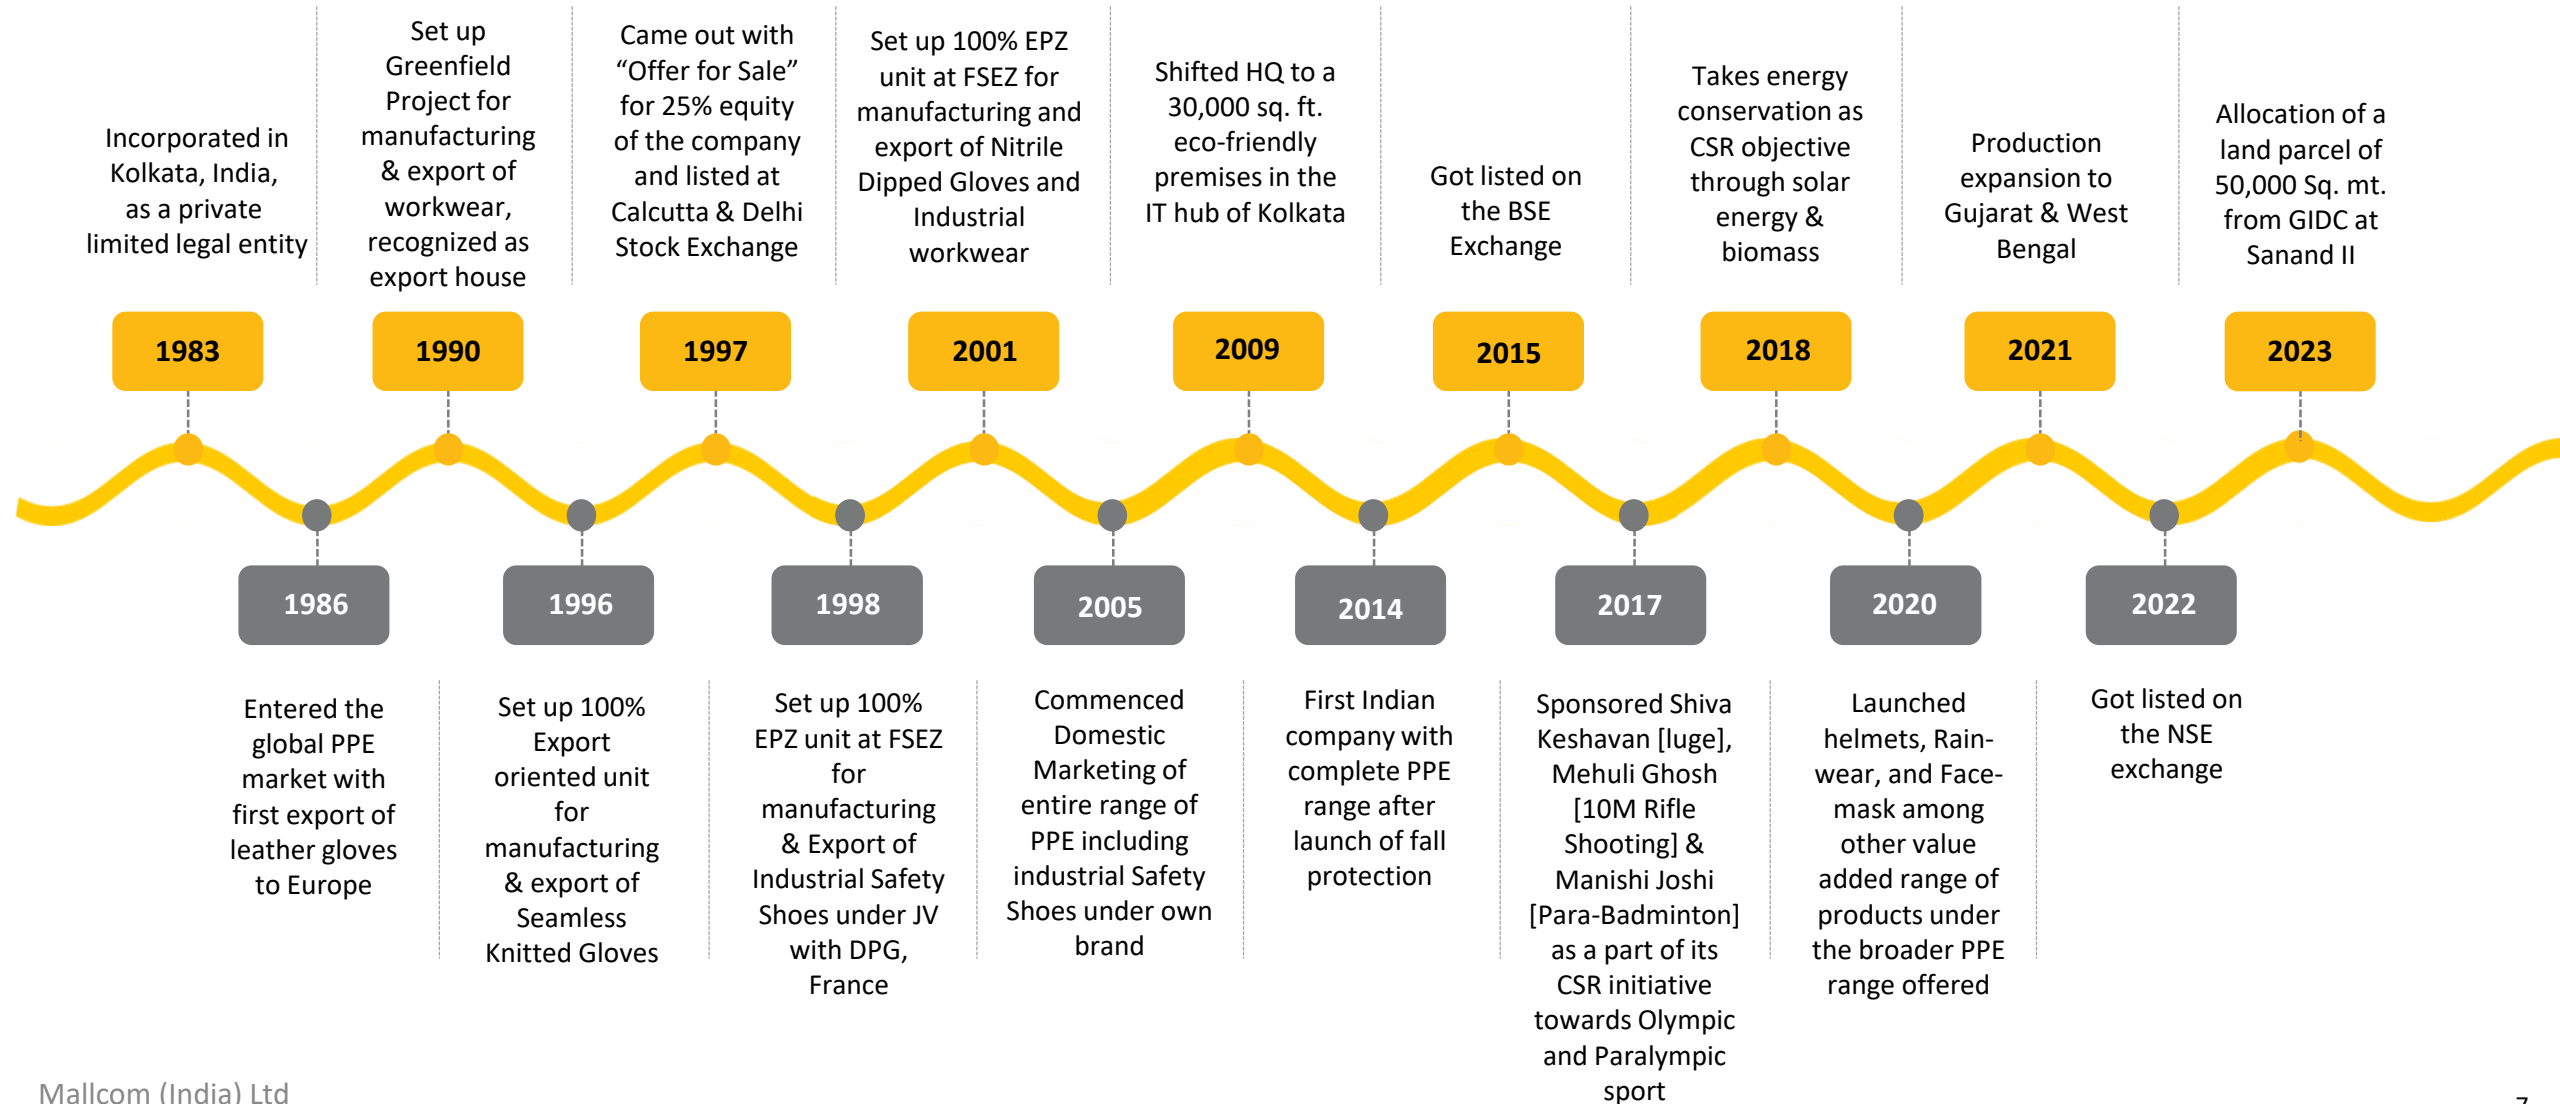 Incorporated in
Kolkata, India,
as a private
limited legal entity
Set up
Greenfield
Project for
manufacturing
& export of
workwear,
recognized as
export house
Came out with
“Offer for Sale”
for 25% equity
of the company
and listed at
Calcutta & Delhi
Stock Exchange
Set up 100% EPZ
unit at FSEZ for
manufacturing and
export of Nitrile
Dipped Gloves and
Industrial
workwear
Shifted HQ to a
30,000 sq. ft.
eco-friendly
premises in the
IT hub of Kolkata
Got listed on
the BSE
Exchange
Takes energy
conservation as
CSR objective
through solar
energy &
biomass
Production
expansion to
Gujarat & West
Bengal
Allocation of a
land parcel of
50,000 Sq. mt.
from GIDC at
Sanand II
1983
1990
1997
2001
2009
2015
2018
2021
2023
1986
1996
1998
2005
2014
2017
2020
2022
Entered the
global PPE
market with
first export of
leather gloves
to Europe
Set up 100%
Export
oriented unit
for
manufacturing
& export of
Seamless
Knitted Gloves
Set up 100%
EPZ unit at FSEZ
for
manufacturing
& Export of
Industrial Safety
Shoes under JV
with DPG,
France
Commenced
Domestic
Marketing of
entire range of
PPE including
industrial Safety
Shoes under own
brand
First Indian
company with
complete PPE
range after
launch of fall
protection
Sponsored Shiva
Keshavan [luge],
Mehuli Ghosh
[10M Rifle
Shooting] &
Manishi Joshi
[Para-Badminton]
as a part of its
CSR initiative
towards Olympic
and Paralympic
sport
Launched
helmets, Rain-
wear, and Face-
mask among
other value
added range of
products under
the broader PPE
range offered
Got listed on
the NSE
exchange
Mallcom (India) Ltd
7